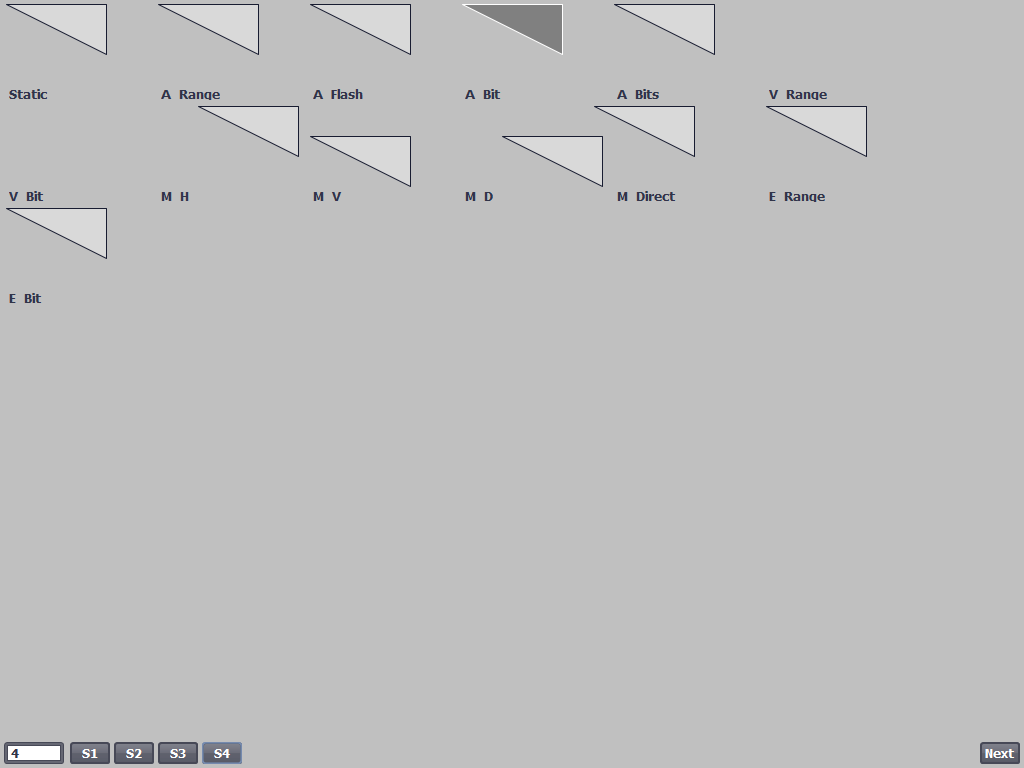 Static A Range A Flash A Bit A Bits V Range
V Bit M H M V M D M Direct E Range
E Bit
4 S1 S2 S3 S4 Next